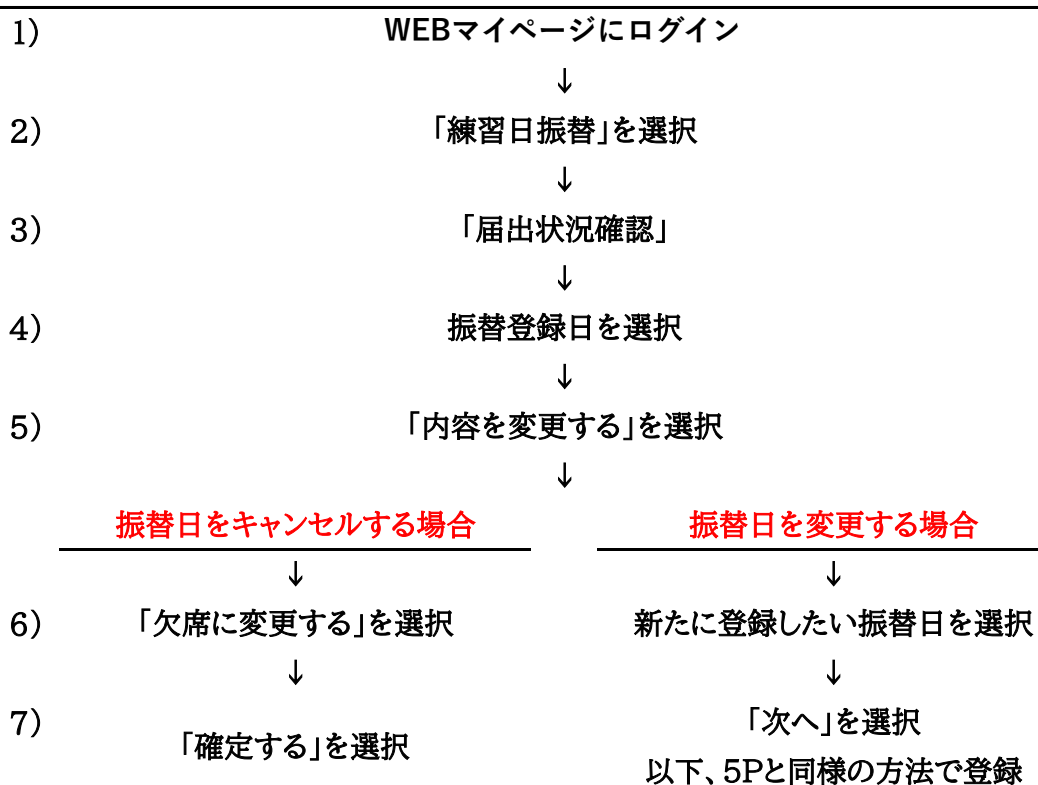 1) WEBマイページにログイン
↓
2) 「練習日振替」を選択
↓
3) 「届出状況確認」
↓
4) 振替登録日を選択
↓
5) 「内容を変更する」を選択
↓
振替日をキャンセルする場合 振替日を変更する場合
↓ ↓
6) 「欠席に変更する」を選択 新たに登録したい振替日を選択
↓ ↓
7) 「確定する」を選択 「次へ」を選択
以下、5Pと同様の方法で登録